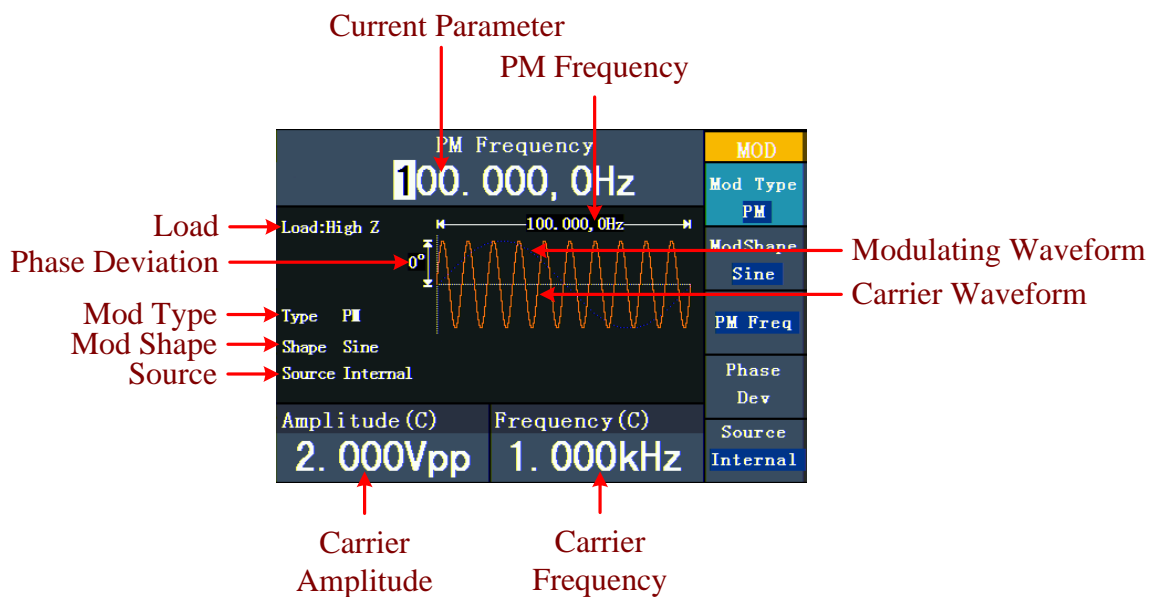 Current Parameter
PM Frequency
PM Frequency
100.000,0Hz
MOD
Mod Type
PM
ModShape
Sine
PM Freq
Phase
Dev
Source
Internal
Load
Load:High Z
100.000,0Hz
Phase Deviation
0°
Modulating Waveform
Carrier Waveform
Mod Type
Type PM
Mod Shape
Shape Sine
Source
Source Internal
Amplitude(C)
2.000Vpp
Frequency(C)
1.000kHz
Carrier
Amplitude
Carrier
Frequency